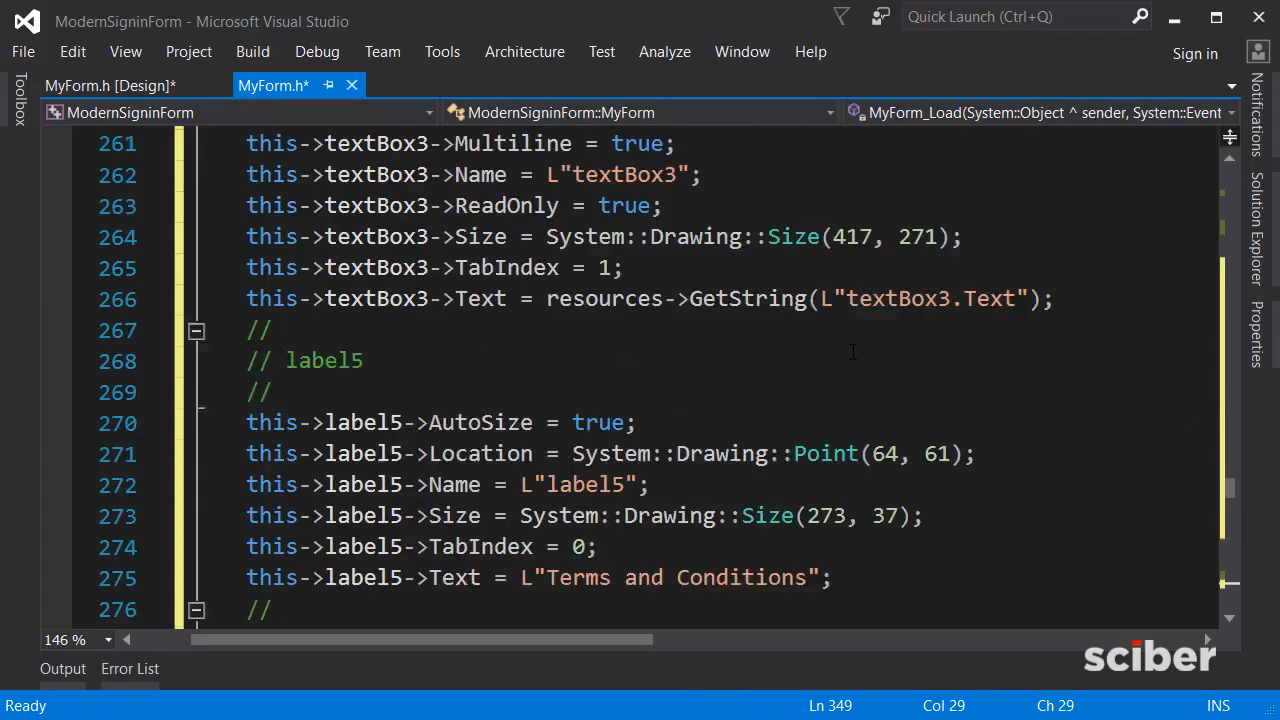 ModernSigninForm - Microsoft Visual Studio
Quick Launch (Ctrl+Q)
File Edit View Project Build Debug Team Tools Architecture Test Analyze Window Help
Sign in
Toolbox
MyForm.h [Design]* MyForm.h*
ModernSigninForm ModernSigninForm::MyForm MyForm_Load(System::Object ^ sender, System::Event
261 this->textBox3->Multiline = true;
262 this->textBox3->Name = L"textBox3";
263 this->textBox3->ReadOnly = true;
264 this->textBox3->Size = System::Drawing::Size(417, 271);
265 this->textBox3->TabIndex = 1;
266 this->textBox3->Text = resources->GetString(L"textBox3.Text");
267 //
268 // label5
269 //
270 this->label5->AutoSize = true;
271 this->label5->Location = System::Drawing::Point(64, 61);
272 this->label5->Name = L"label5";
273 this->label5->Size = System::Drawing::Size(273, 37);
274 this->label5->TabIndex = 0;
275 this->label5->Text = L"Terms and Conditions";
276 //
Notifications
Solution Explorer
Properties
146 %
sciber
Output Error List
Ready Ln 349 Col 29 Ch 29 INS